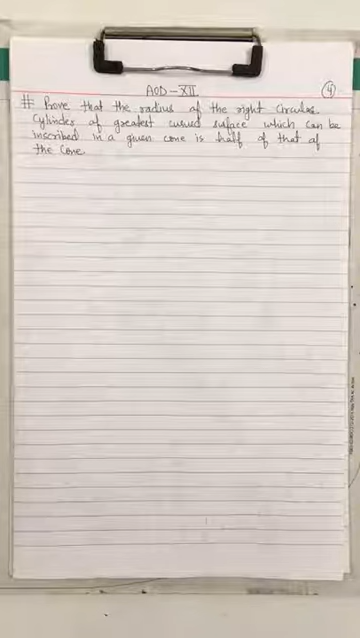 AOD - XII
(4)
# Prove that the radius of the right Circular
Cylinder of greatest curved surface which can be
inscribed in a given cone is half of that of
the Cone.